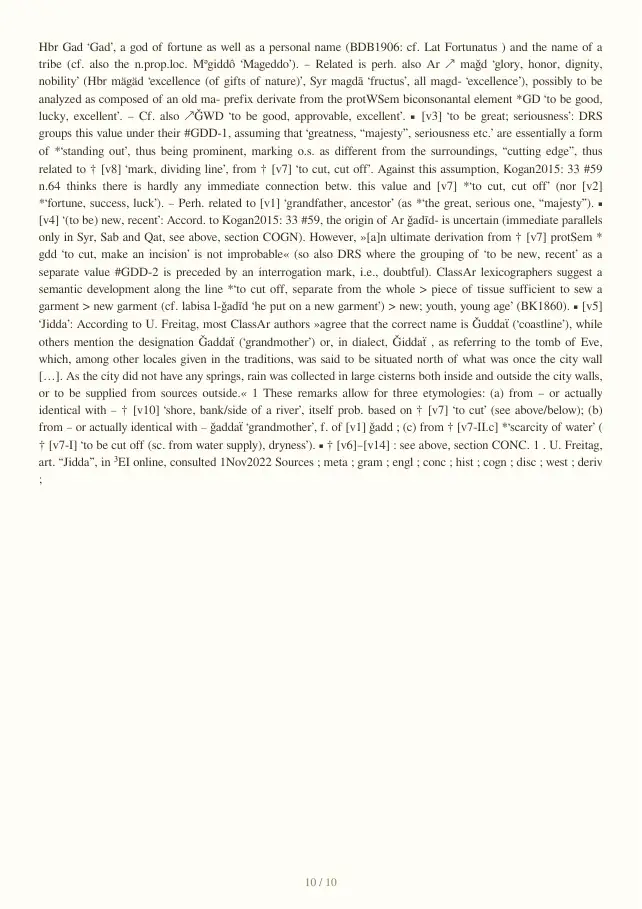 Hbr Gad ‘Gad’, a god of fortune as well as a personal name (BDB1906: cf. Lat Fortunatus ) and the name of a
tribe (cf. also the n.prop.loc. Mᵊgiddô ‘Mageddo’). – Related is perh. also Ar ↗ maǧd ‘glory, honor, dignity,
nobility’ (Hbr mägäd ‘excellence (of gifts of nature)’, Syr magdā ‘fructus’, all magd- ‘excellence’), possibly to be
analyzed as composed of an old ma- prefix derivate from the protWSem biconsonantal element *GD ‘to be good,
lucky, excellent’. – Cf. also ↗ǦWD ‘to be good, approvable, excellent’. ▪ [v3] ‘to be great; seriousness’: DRS
groups this value under their #GDD-1, assuming that ‘greatness, “majesty”, seriousness etc.’ are essentially a form
of *‘standing out’, thus being prominent, marking o.s. as different from the surroundings, “cutting edge”, thus
related to † [v8] ‘mark, dividing line’, from † [v7] ‘to cut, cut off’. Against this assumption, Kogan2015: 33 #59
n.64 thinks there is hardly any immediate connection betw. this value and [v7] *‘to cut, cut off’ (nor [v2]
*‘fortune, success, luck’). – Perh. related to [v1] ‘grandfather, ancestor’ (as *‘the great, serious one, “majesty”). ▪
[v4] ‘(to be) new, recent’: Accord. to Kogan2015: 33 #59, the origin of Ar ǧadīd- is uncertain (immediate parallels
only in Syr, Sab and Qat, see above, section COGN). However, »[a]n ultimate derivation from † [v7] protSem *
gdd ‘to cut, make an incision’ is not improbable« (so also DRS where the grouping of ‘to be new, recent’ as a
separate value #GDD-2 is preceded by an interrogation mark, i.e., doubtful). ClassAr lexicographers suggest a
semantic development along the line *‘to cut off, separate from the whole > piece of tissue sufficient to sew a
garment > new garment (cf. labisa l-ǧadīd ‘he put on a new garment’) > new; youth, young age’ (BK1860). ▪ [v5]
‘Jidda’: According to U. Freitag, most ClassAr authors »agree that the correct name is Ǧuddaẗ (‘coastline’), while
others mention the designation Ǧaddaẗ (‘grandmother’) or, in dialect, Ǧiddaẗ , as referring to the tomb of Eve,
which, among other locales given in the traditions, was said to be situated north of what was once the city wall
[…]. As the city did not have any springs, rain was collected in large cisterns both inside and outside the city walls,
or to be supplied from sources outside.« 1 These remarks allow for three etymologies: (a) from – or actually
identical with – † [v10] ‘shore, bank/side of a river’, itself prob. based on † [v7] ‘to cut’ (see above/below); (b)
from – or actually identical with – ǧaddaẗ ‘grandmother’, f. of [v1] ǧadd ; (c) from † [v7-II.c] *‘scarcity of water’ (
† [v7-I] ‘to be cut off (sc. from water supply), dryness’). ▪ † [v6]–[v14] : see above, section CONC. 1 . U. Freitag,
art. “Jidda”, in ³EI online, consulted 1Nov2022 Sources ; meta ; gram ; engl ; conc ; hist ; cogn ; disc ; west ; deriv
;
10 / 10